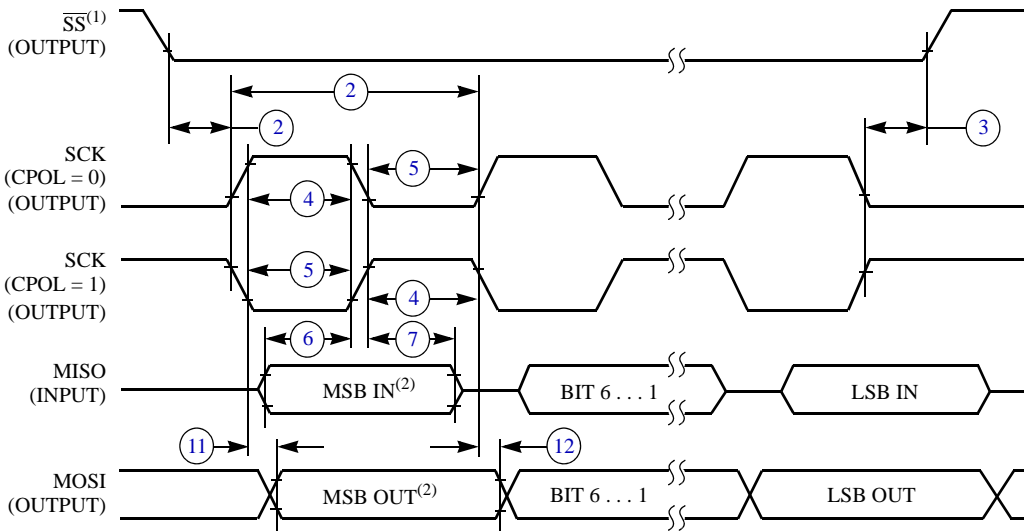 SS(1)
(OUTPUT)
2
2
3
SCK
(CPOL = 0)
(OUTPUT)
5
4
SCK
(CPOL = 1)
(OUTPUT)
5
4
6
7
MISO
(INPUT)
MSB IN(2)
BIT 6 . . . 1
LSB IN
11
12
MOSI
(OUTPUT)
MSB OUT(2)
BIT 6 . . . 1
LSB OUT